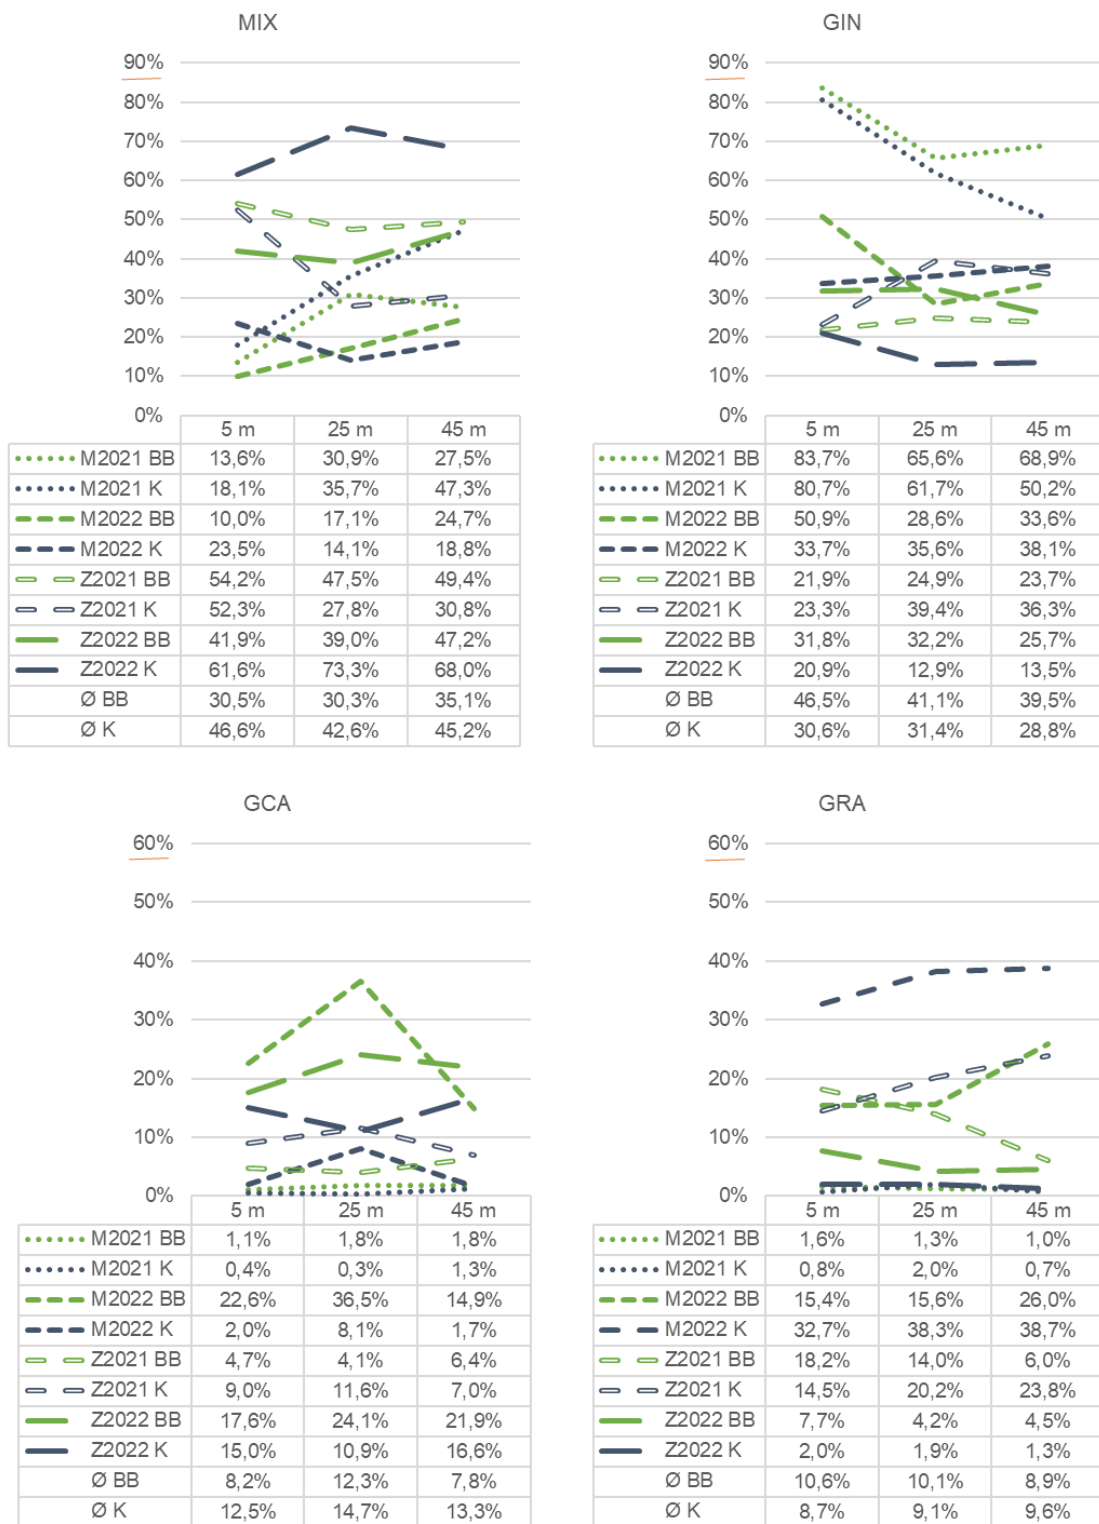 MIX
90%
80%
70%
60%
50%
40%
30%
20%
10%
0%
5 m 25 m 45 m
M2021 BB 13,6% 30,9% 27,5%
M2021 K 18,1% 35,7% 47,3%
M2022 BB 10,0% 17,1% 24,7%
M2022 K 23,5% 14,1% 18,8%
Z2021 BB 54,2% 47,5% 49,4%
Z2021 K 52,3% 27,8% 30,8%
Z2022 BB 41,9% 39,0% 47,2%
Z2022 K 61,6% 73,3% 68,0%
Ø BB 30,5% 30,3% 35,1%
Ø K 46,6% 42,6% 45,2%
GIN
90%
80%
70%
60%
50%
40%
30%
20%
10%
0%
5 m 25 m 45 m
M2021 BB 83,7% 65,6% 68,9%
M2021 K 80,7% 61,7% 50,2%
M2022 BB 50,9% 28,6% 33,6%
M2022 K 33,7% 35,6% 38,1%
Z2021 BB 21,9% 24,9% 23,7%
Z2021 K 23,3% 39,4% 36,3%
Z2022 BB 31,8% 32,2% 25,7%
Z2022 K 20,9% 12,9% 13,5%
Ø BB 46,5% 41,1% 39,5%
Ø K 30,6% 31,4% 28,8%
GCA
60%
50%
40%
30%
20%
10%
0%
5 m 25 m 45 m
M2021 BB 1,1% 1,8% 1,8%
M2021 K 0,4% 0,3% 1,3%
M2022 BB 22,6% 36,5% 14,9%
M2022 K 2,0% 8,1% 1,7%
Z2021 BB 4,7% 4,1% 6,4%
Z2021 K 9,0% 11,6% 7,0%
Z2022 BB 17,6% 24,1% 21,9%
Z2022 K 15,0% 10,9% 16,6%
Ø BB 8,2% 12,3% 7,8%
Ø K 12,5% 14,7% 13,3%
GRA
60%
50%
40%
30%
20%
10%
0%
5 m 25 m 45 m
M2021 BB 1,6% 1,3% 1,0%
M2021 K 0,8% 2,0% 0,7%
M2022 BB 15,4% 15,6% 26,0%
M2022 K 32,7% 38,3% 38,7%
Z2021 BB 18,2% 14,0% 6,0%
Z2021 K 14,5% 20,2% 23,8%
Z2022 BB 7,7% 4,2% 4,5%
Z2022 K 2,0% 1,9% 1,3%
Ø BB 10,6% 10,1% 8,9%
Ø K 8,7% 9,1% 9,6%